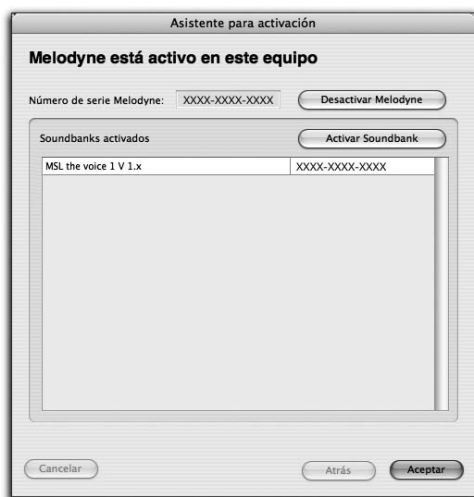 Asistente para activación
Melodyne está activo en este equipo
Número de serie Melodyne: XXXX-XXXX-XXXX Desactivar Melodyne
Soundbanks activados Activar Soundbank
MSL the voice 1 V 1.x XXXX-XXXX-XXXX
Cancelar Atrás Aceptar